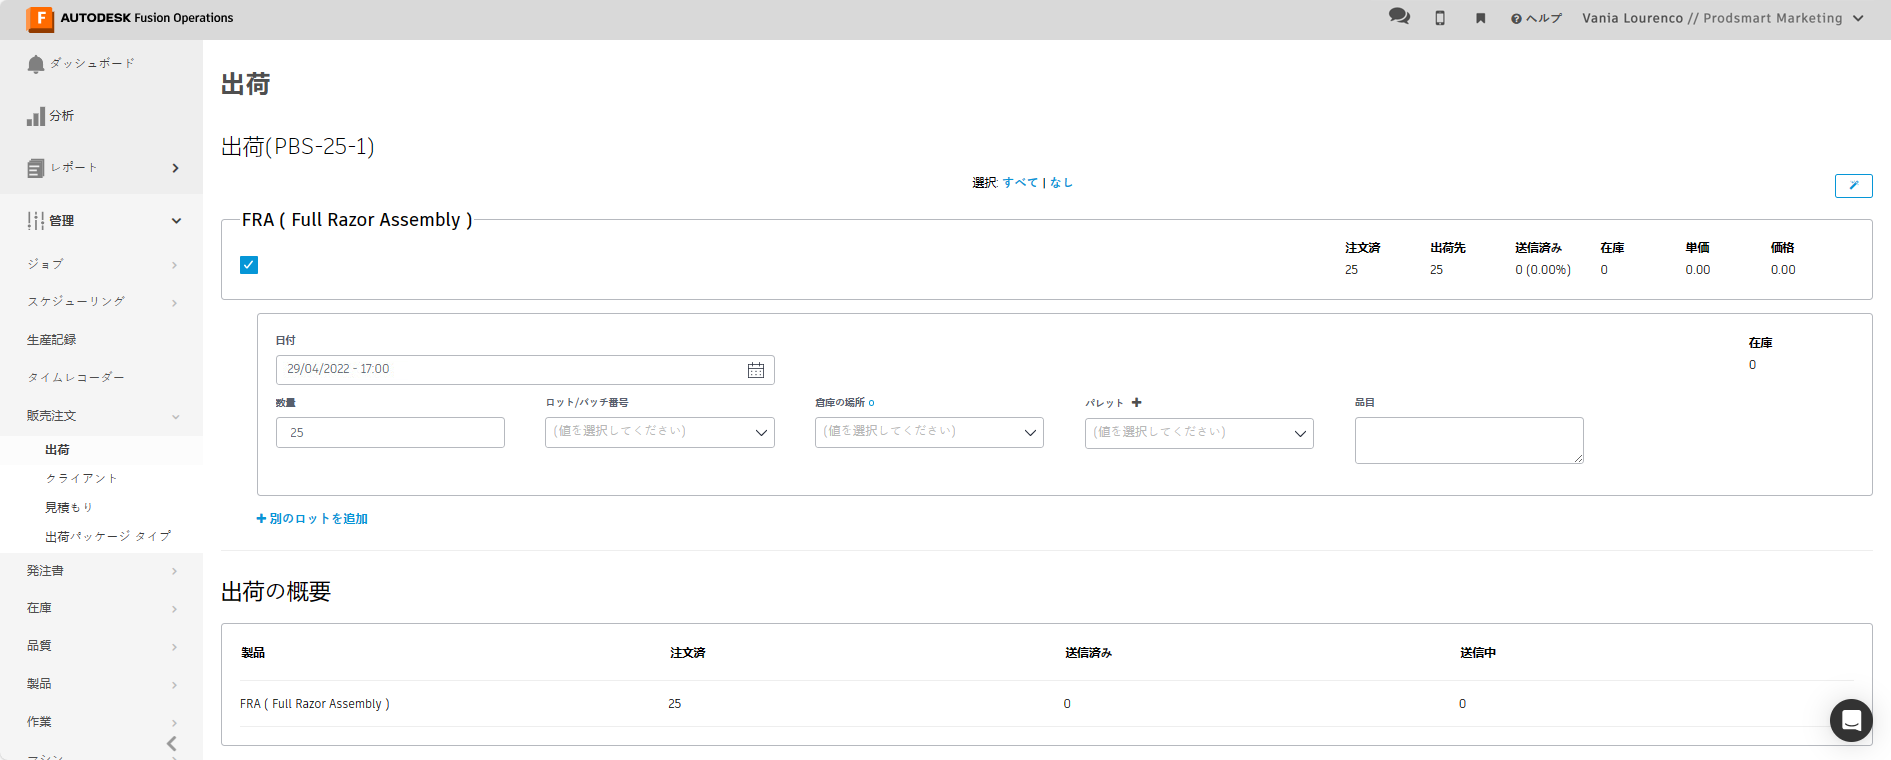 AUTODESK Fusion Operations
ヘルプ
Vania Lourenco // Prodsmart Marketing
ダッシュボード
分析
レポート
管理
ジョブ
スケジューリング
生産記録
タイムレコーダー
販売注文
出荷
クライアント
見積もり
出荷パッケージ タイプ
発注書
在庫
品質
製品
作業
マシン
出荷
出荷(PBS-25-1)
選択: すべて | なし
FRA ( Full Razor Assembly )
注文済 出荷先 送信済み 在庫 単価 価格
25 25 0 (0.00%) 0 0.00 0.00
日付
29/04/2022 - 17:00
在庫
0
数量 ロット/バッチ番号 倉庫の場所 0 パレット 品目
25 (値を選択してください) (値を選択してください) (値を選択してください)
別のロットを追加
出荷の概要
製品 注文済 送信済み 送信中
FRA ( Full Razor Assembly ) 25 0 0